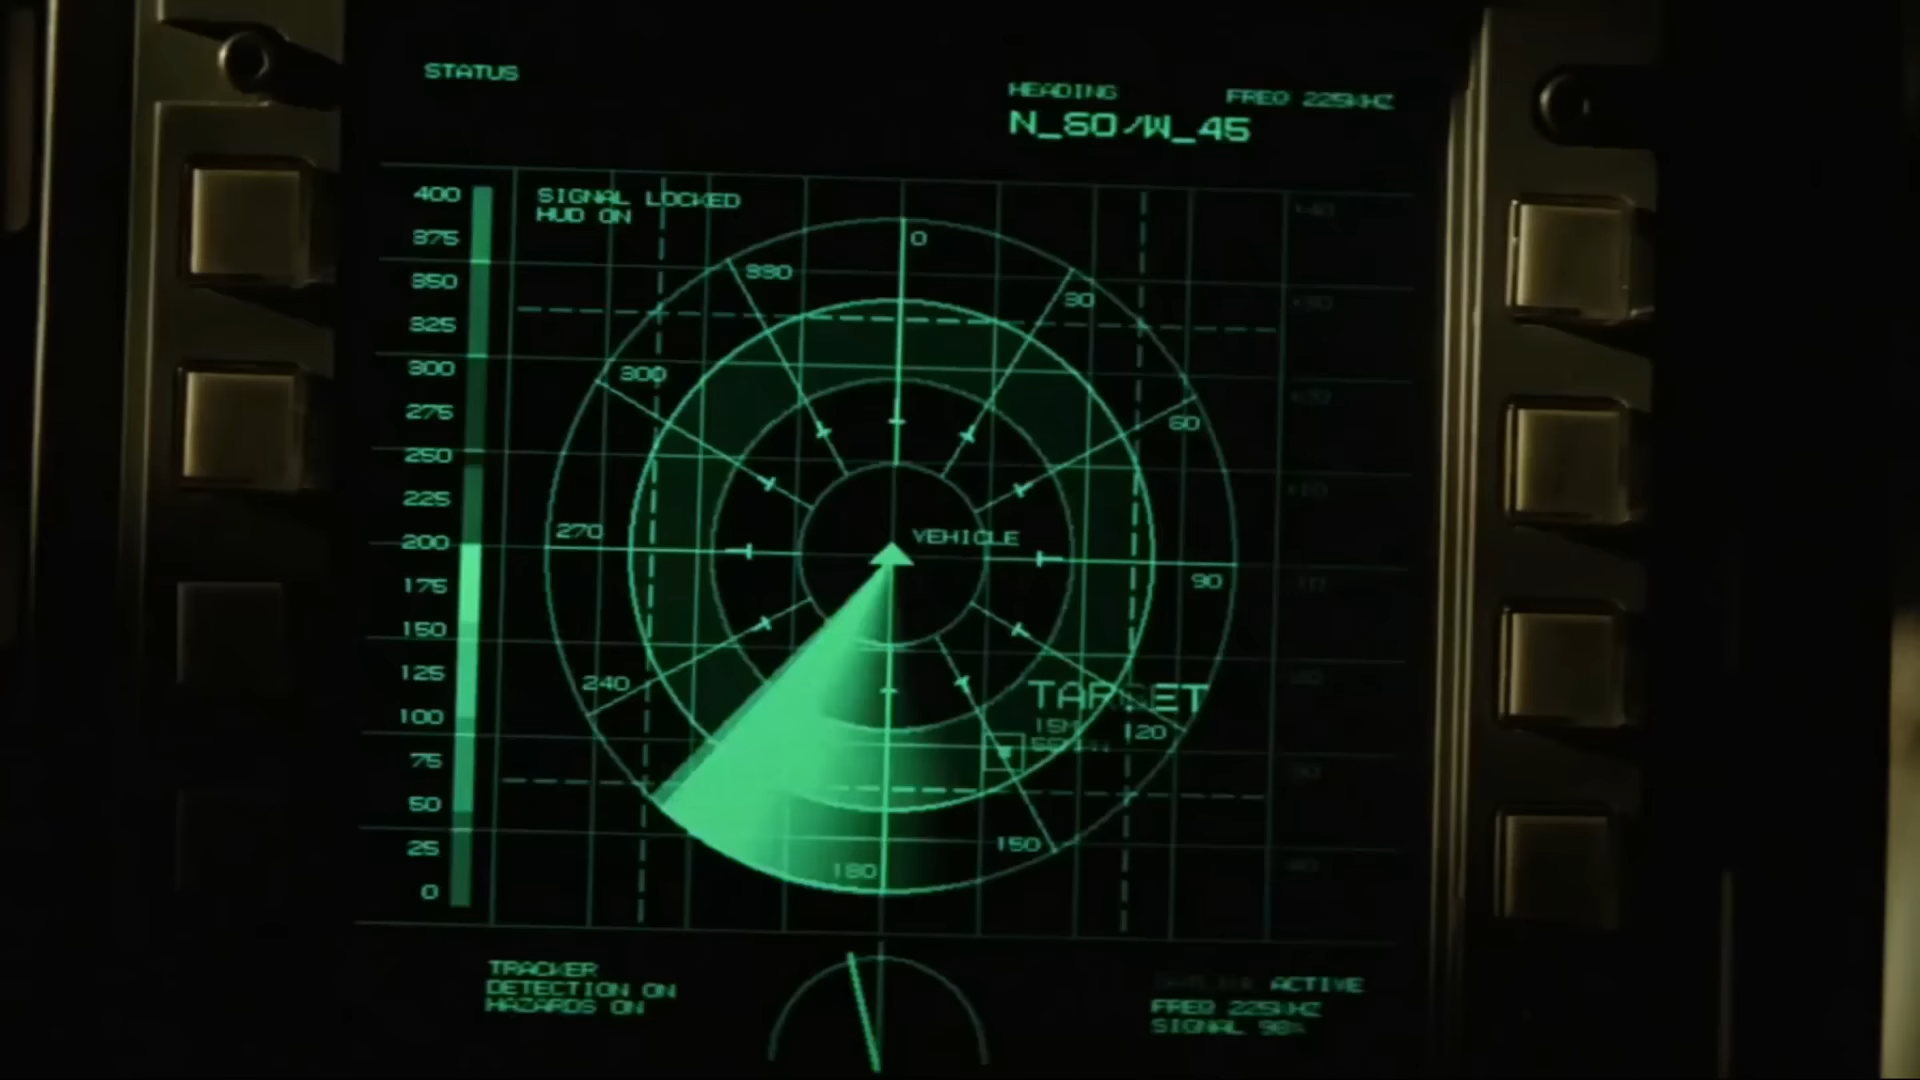 STATUS
HEADING
FREQ 225KHZ
N_80/W_45
SIGNAL LOCKED
HUD ON
400
375
350
325
300
275
250
225
200
175
150
125
100
75
50
25
0
0
30
60
90
120
150
180
240
270
300
330
VEHICLE
TARGET
TRACKER
DETECTION ON
HAZARDS ON
ACTIVE
FREQ 225KHZ
SIGNAL 98%